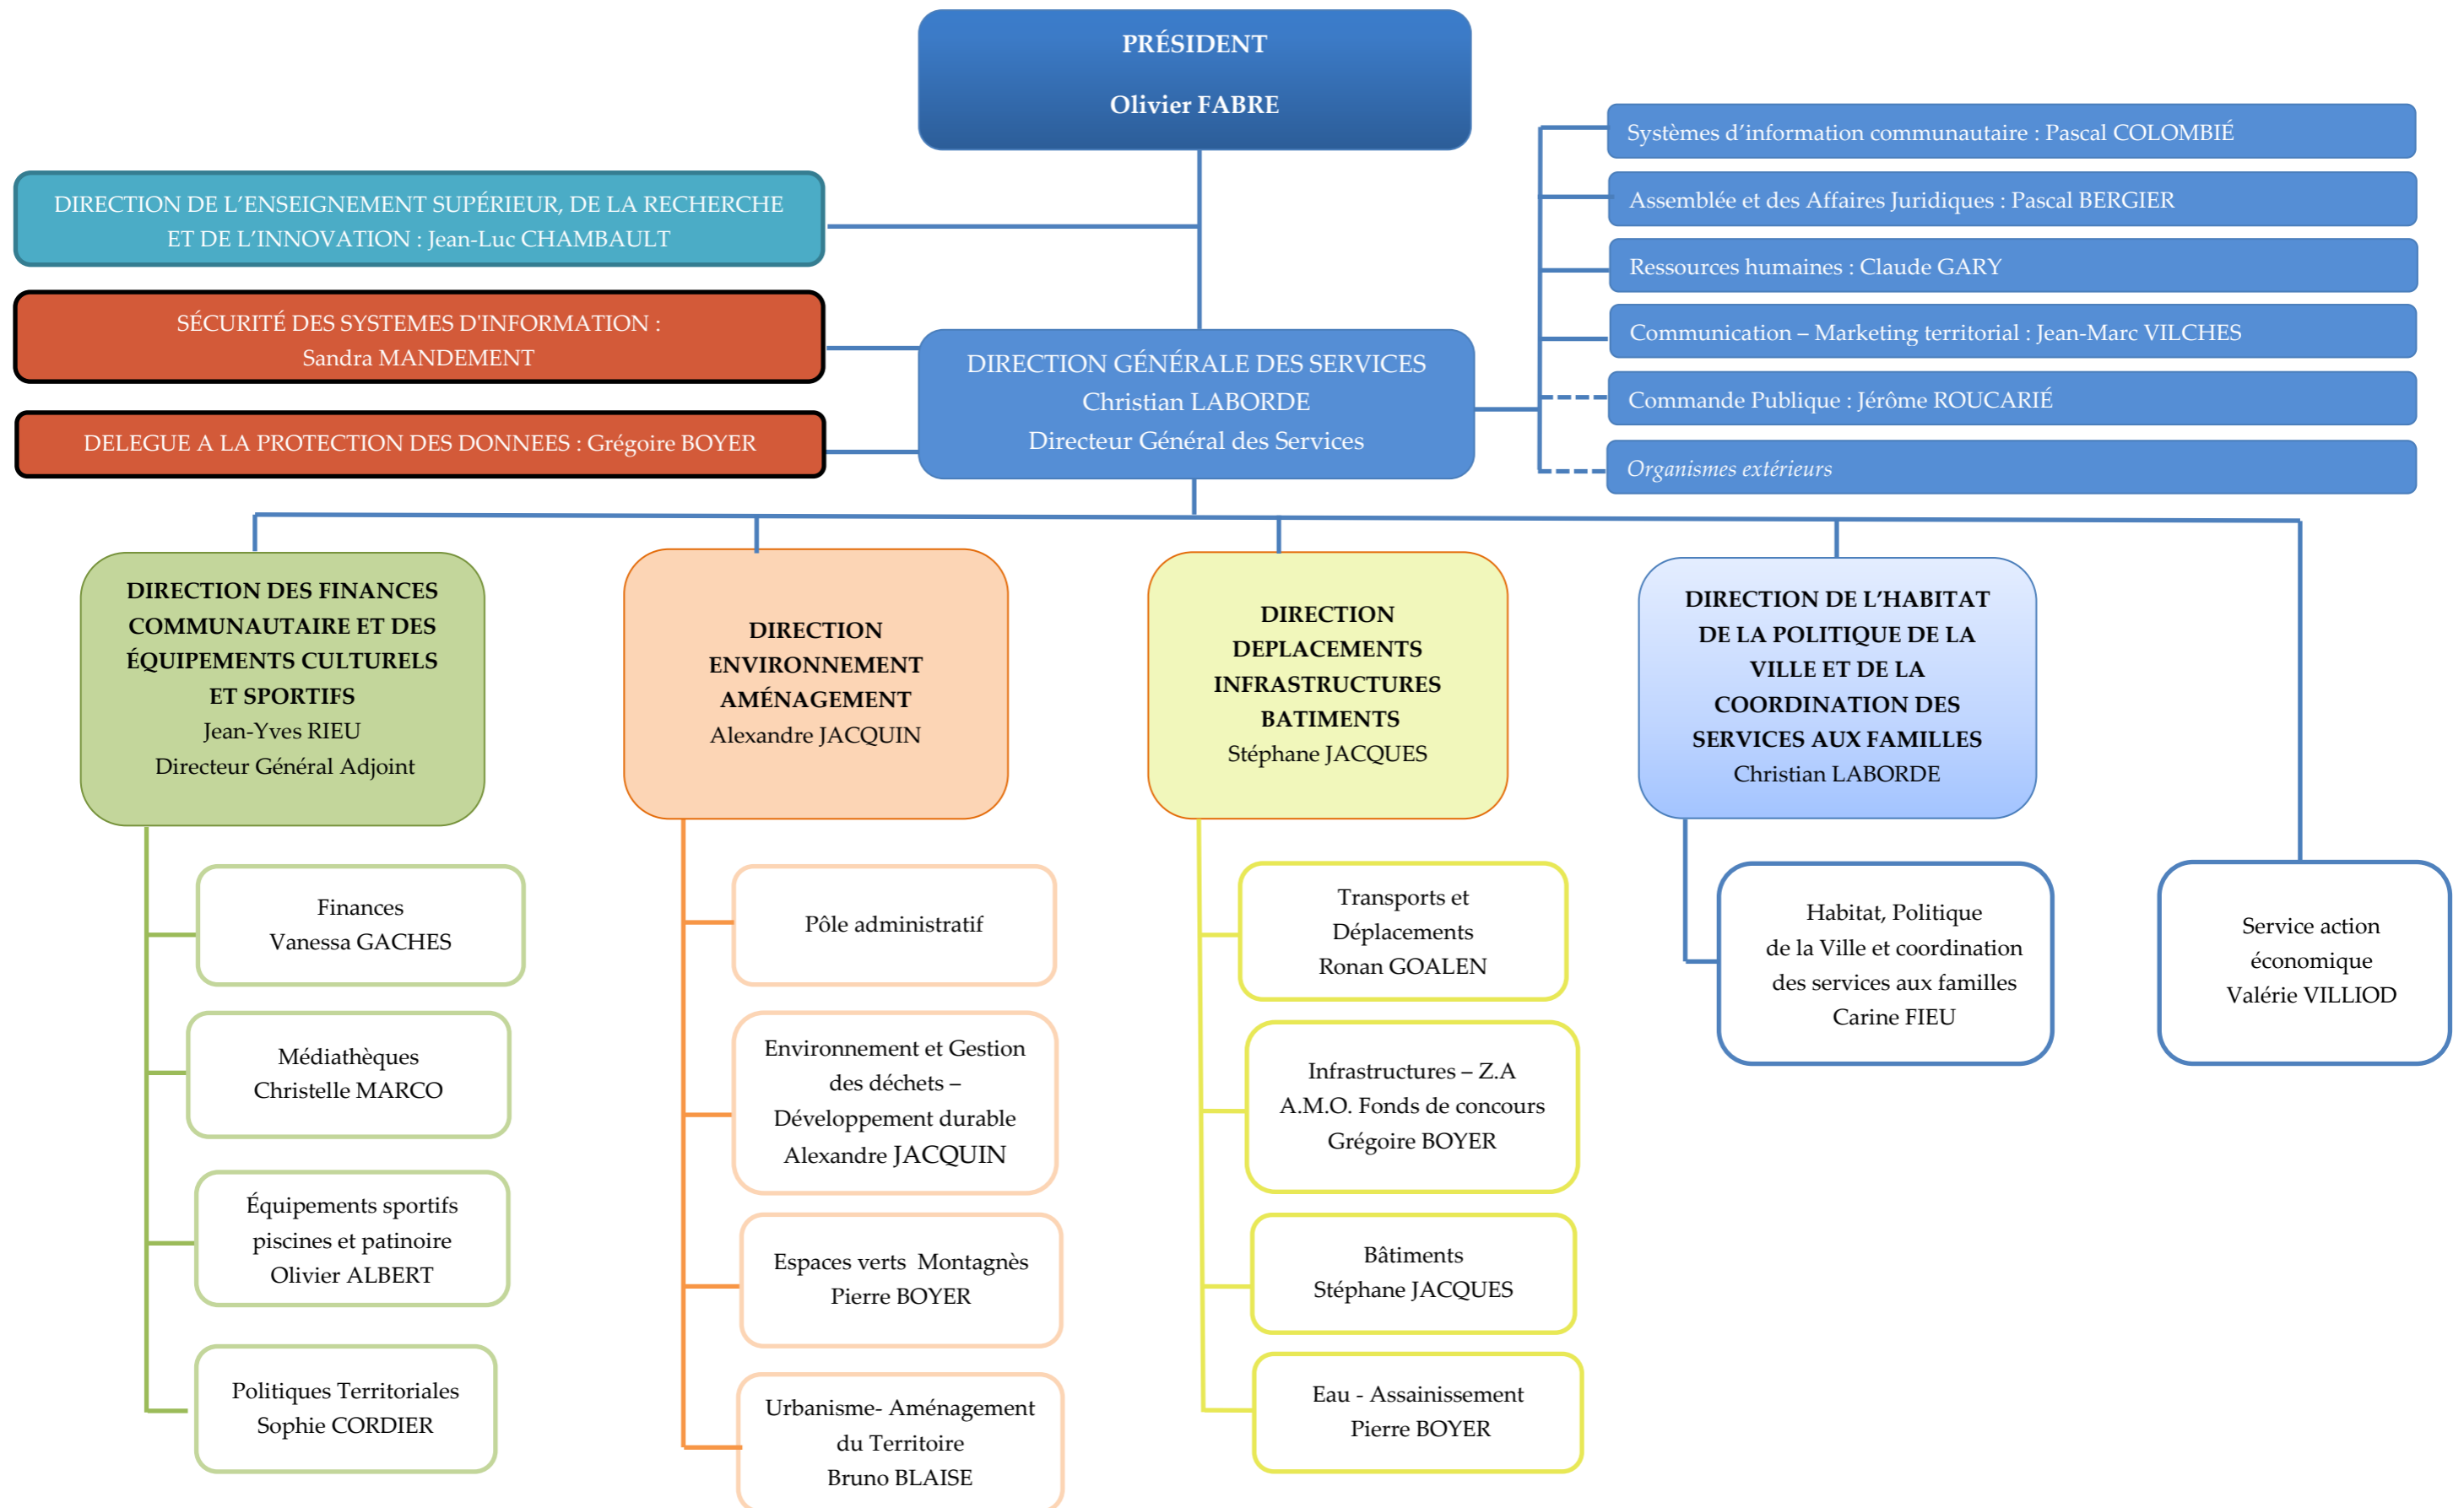 PRÉSIDENT
Olivier FABRE
DIRECTION DE L'ENSEIGNEMENT SUPÉRIEUR, DE LA RECHERCHE
ET DE L'INNOVATION : Jean-Luc CHAMBAULT
SÉCURITÉ DES SYSTEMES D'INFORMATION :
Sandra MANDEMENT
DELEGUE A LA PROTECTION DES DONNEES : Grégoire BOYER
DIRECTION GÉNÉRALE DES SERVICES
Christian LABORDE
Directeur Général des Services
Systèmes d'information communautaire : Pascal COLOMBIÉ
Assemblée et des Affaires Juridiques : Pascal BERGIER
Ressources humaines : Claude GARY
Communication – Marketing territorial : Jean-Marc VILCHES
Commande Publique : Jérôme ROUCARIÉ
Organismes extérieurs
DIRECTION DES FINANCES
COMMUNAUTAIRE ET DES
ÉQUIPEMENTS CULTURELS
ET SPORTIFS
Jean-Yves RIEU
Directeur Général Adjoint
Finances
Vanessa GACHES
Médiathèques
Christelle MARCO
Équipements sportifs
piscines et patinoire
Olivier ALBERT
Politiques Territoriales
Sophie CORDIER
DIRECTION
ENVIRONNEMENT
AMÉNAGEMENT
Alexandre JACQUIN
Pôle administratif
Environnement et Gestion
des déchets –
Développement durable
Alexandre JACQUIN
Espaces verts  Montagnès
Pierre BOYER
Urbanisme- Aménagement
du Territoire
Bruno BLAISE
DIRECTION
DEPLACEMENTS
INFRASTRUCTURES
BATIMENTS
Stéphane JACQUES
Transports et
Déplacements
Ronan GOALEN
Infrastructures – Z.A
A.M.O. Fonds de concours
Grégoire BOYER
Bâtiments
Stéphane JACQUES
Eau - Assainissement
Pierre BOYER
DIRECTION DE L'HABITAT
DE LA POLITIQUE DE LA
VILLE ET DE LA
COORDINATION DES
SERVICES AUX FAMILLES
Christian LABORDE
Habitat, Politique
de la Ville et coordination
des services aux familles
Carine FIEU
Service action
économique
Valérie VILLIOD